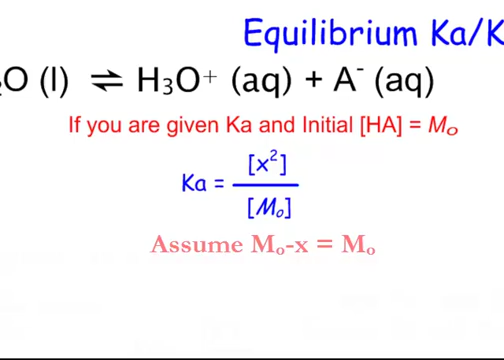 Equilibrium Ka/K
₂O (l) ⇌ H₃O⁺ (aq) + A⁻ (aq)
If you are given Ka and Initial [HA] = Mₒ
Ka = [x²] / [Mₒ]
Assume Mₒ-x = Mₒ